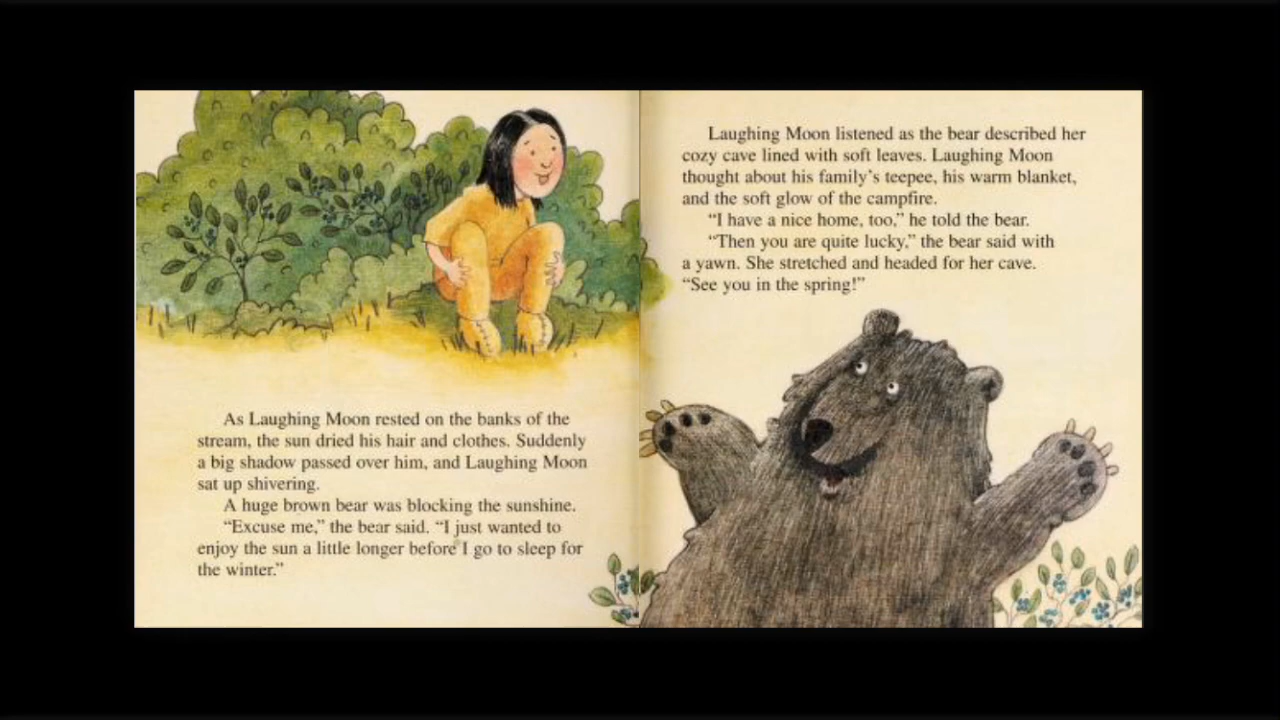 As Laughing Moon rested on the banks of the
stream, the sun dried his hair and clothes. Suddenly
a big shadow passed over him, and Laughing Moon
sat up shivering.
A huge brown bear was blocking the sunshine.
“Excuse me,” the bear said. “I just wanted to
enjoy the sun a little longer before I go to sleep for
the winter.”
Laughing Moon listened as the bear described her
cozy cave lined with soft leaves. Laughing Moon
thought about his family’s teepee, his warm blanket,
and the soft glow of the campfire.
“I have a nice home, too,” he told the bear.
“Then you are quite lucky,” the bear said with
a yawn. She stretched and headed for her cave.
“See you in the spring!”